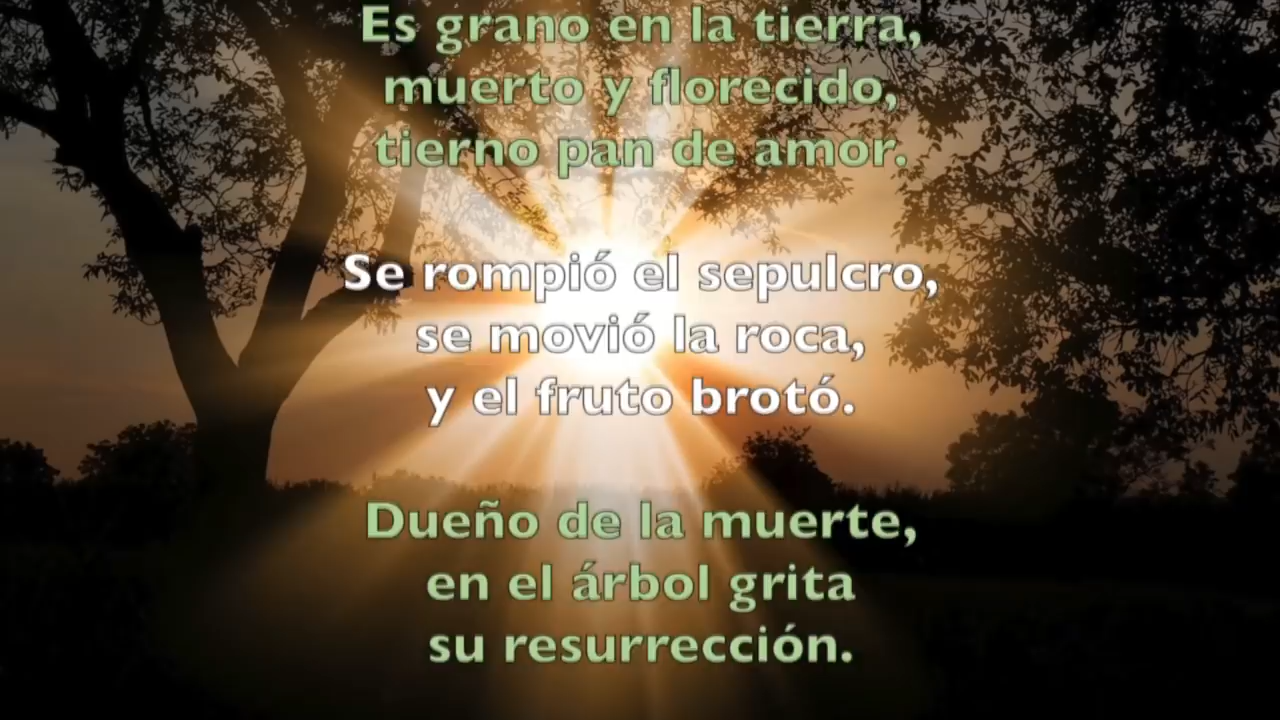 Es grano en la tierra,
muerto y florecido,
tierno pan de amor.
Se rompió el sepulcro,
se movió la roca,
y el fruto brotó.
Dueño de la muerte,
en el árbol grita
su resurrección.